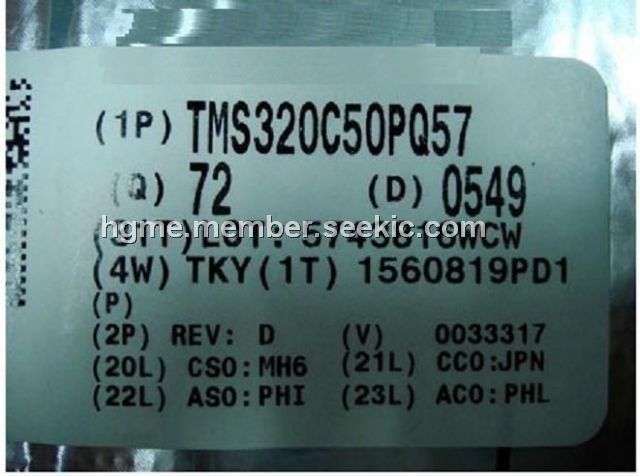 (1P) TMS320C50PQ57
(Q) 72 (D) 0549
hgme.member.seekic.com
LOT:
(4W) TKY(1T) 1560819PD1
(P)
(2P) REV: D (V) 0033317
(20L) CSO:MH6 (21L) CCO:JPN
(22L) ASO:PHI (23L) ACO:PHL